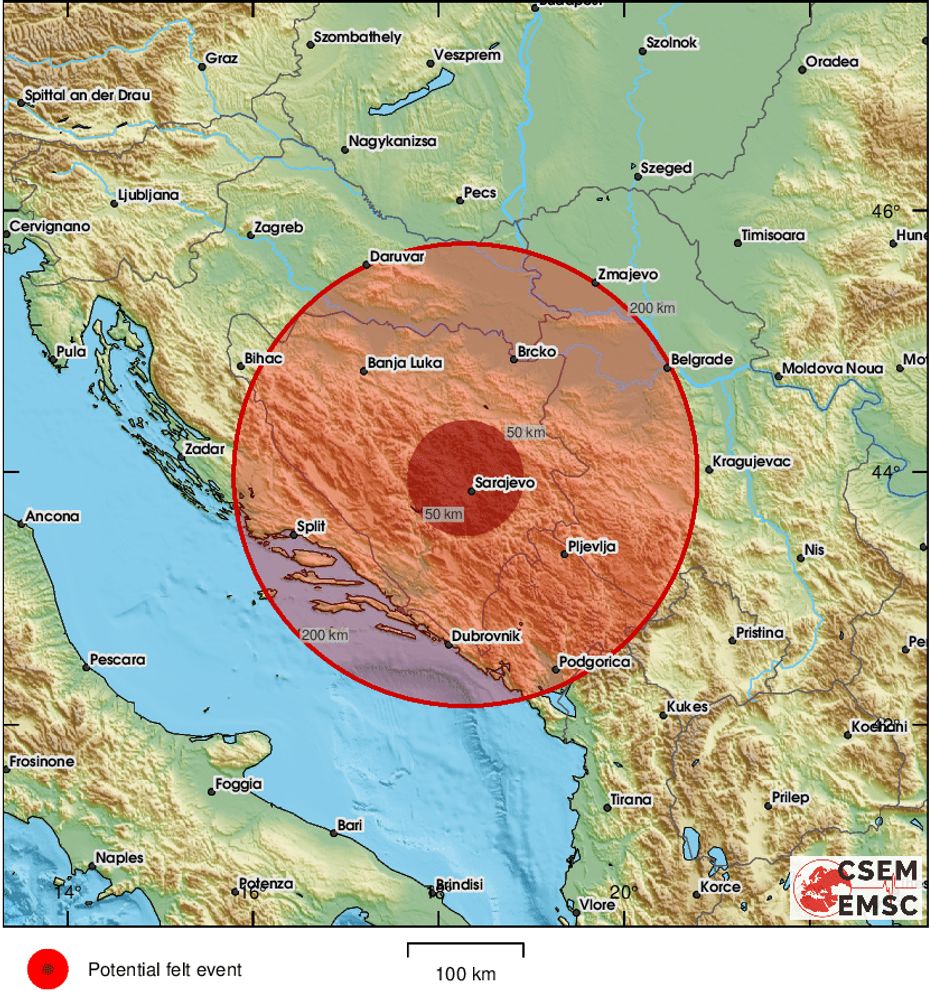 Budapest
Szombathely
Szolnok
Graz
Veszprem
Oradea
Spittal an der Drau
Nagykanizsa
Szeged
Ljubljana
Pecs
46°
Cervignano
Zagreb
Timisoara
Hune
Daruvar
Zmajevo
200 km
Pula
Bihac
Banja Luka
Brcko
Belgrade
Moldova Noua
Mot
50 km
Zadar
Kragujevac
44°
Sarajevo
Ancona
50 km
Split
Pljevlja
Nis
200 km
Dubrovnik
Pristina
Pe
Pescara
Podgorica
Kukes
Kochani
42°
Frosinone
Foggia
Tirana
Prilep
Bari
Naples
CSEM
EMSC
14°
Potenza
16°
Brindisi
18°
20°
Korce
Vlore
Potential felt event
100 km